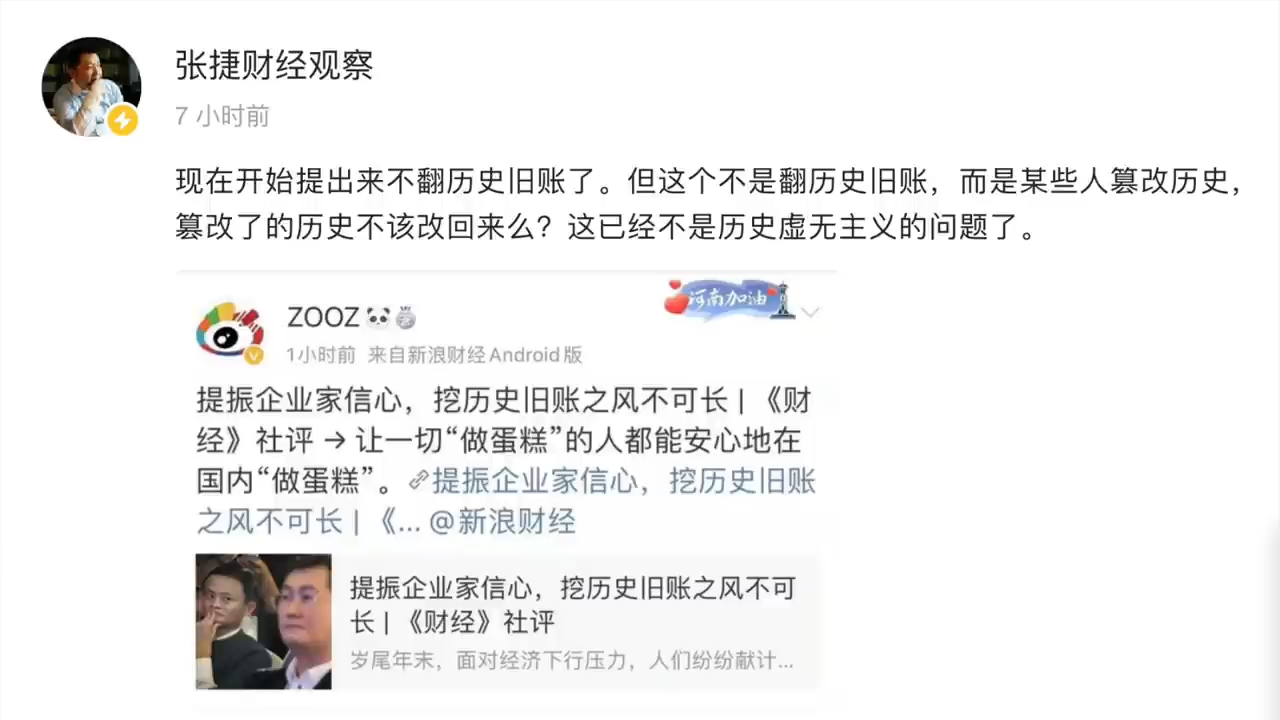 张捷财经观察
7 小时前
现在开始提出来不翻历史旧账了。但这个不是翻历史旧账，而是某些人篡改历史，
篡改了的历史不该改回来么？这已经不是历史虚无主义的问题了。
河南加油
ZOOZ
1小时前 来自新浪财经Android版
提振企业家信心，挖历史旧账之风不可长 | 《财
经》社评 → 让一切“做蛋糕”的人都能安心地在
国内“做蛋糕”。提振企业家信心，挖历史旧账
之风不可长 | 《... @新浪财经
提振企业家信心，挖历史旧账之风不可
长 | 《财经》社评
岁尾年末，面对经济下行压力，人们纷纷献计...